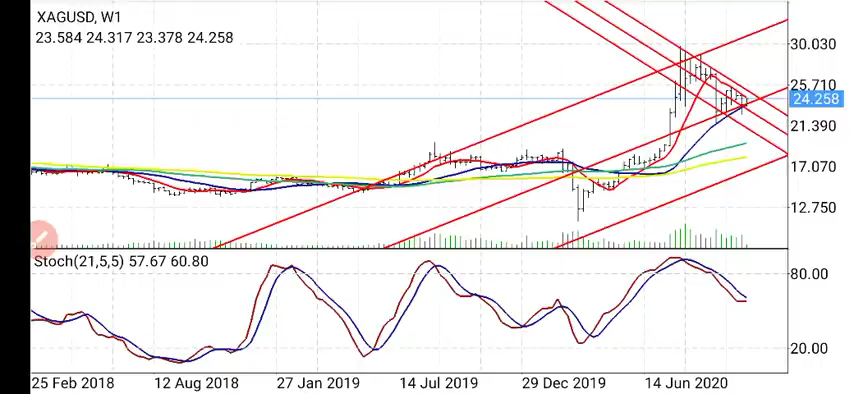 XAGUSD, W1
23.584 24.317 23.378 24.258
30.030
25.710
24.258
21.390
17.070
12.750
Stoch(21,5,5) 57.67 60.80
80.00
20.00
25 Feb 2018 12 Aug 2018 27 Jan 2019 14 Jul 2019 29 Dec 2019 14 Jun 2020